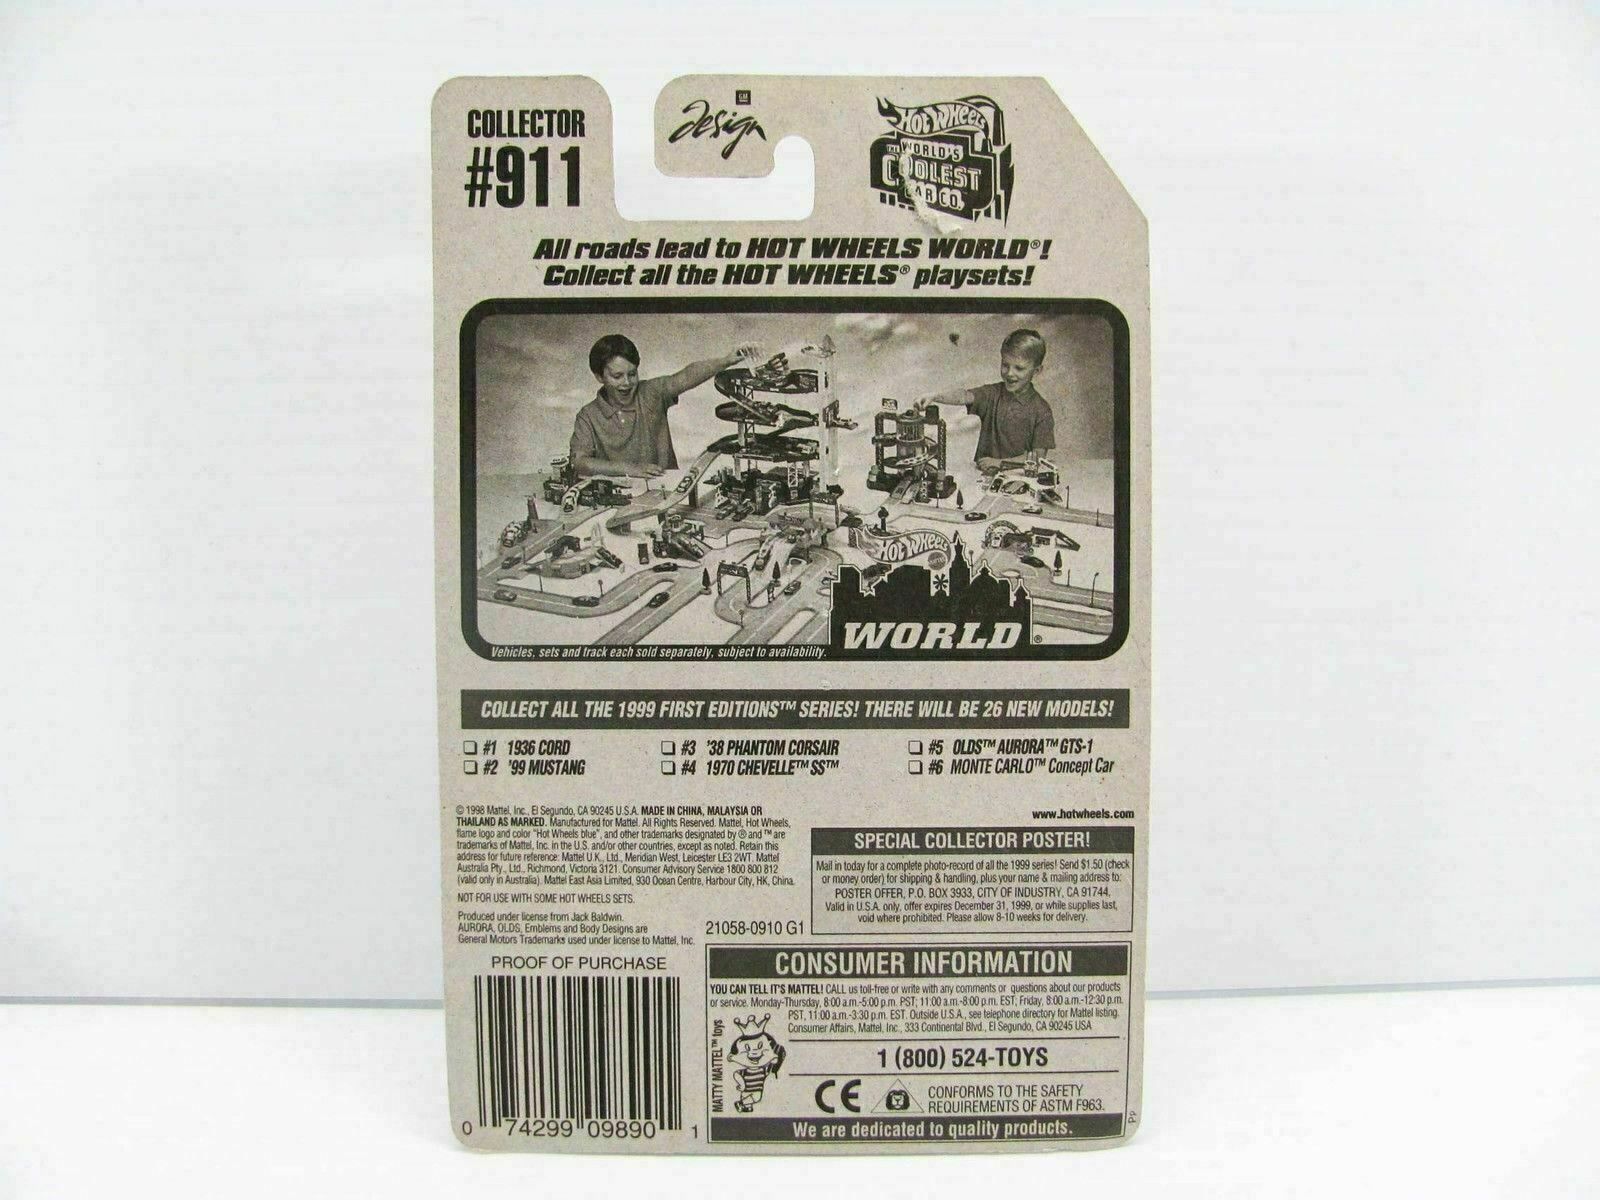 COLLECTOR
#911
GM
Design
HOT WHEELS
THE WORLD'S
COOLEST
CAR CO.
All roads lead to HOT WHEELS WORLD®!
Collect all the HOT WHEELS® playsets!
HOT WHEELS
WORLD ®
Vehicles, sets and track each sold separately, subject to availability.
COLLECT ALL THE 1999 FIRST EDITIONS™ SERIES! THERE WILL BE 26 NEW MODELS!
☐ #1 1936 CORD
☐ #2 '99 MUSTANG
☐ #3 '38 PHANTOM CORSAIR
☐ #4 1970 CHEVELLE™ SS™
☐ #5 OLDS™ AURORA™ GTS-1
☐ #6 MONTE CARLO™ Concept Car
© 1998 Mattel, Inc., El Segundo, CA 90245 U.S.A. MADE IN CHINA, MALAYSIA OR
THAILAND AS MARKED. Manufactured for Mattel. All Rights Reserved. Mattel, Hot Wheels,
flame logo and color "Hot Wheels blue", and other trademarks designated by ® and ™ are
trademarks of Mattel, Inc. in the U.S. and/or other countries, except as noted. Retain this
address for future reference: Mattel U.K., Ltd., Meridian West, Leicester LE3 2WT. Mattel
Australia Pty., Ltd., Richmond, Victoria 3121. Consumer Advisory Service 1800 800 812
(valid only in Australia). Mattel East Asia Limited, 930 Ocean Centre, Harbour City, HK, China.
NOT FOR USE WITH SOME HOT WHEELS SETS.
Produced under license from Jack Baldwin.
AURORA, OLDS, Emblems and Body Designs are
General Motors Trademarks used under license to Mattel, Inc.
www.hotwheels.com
SPECIAL COLLECTOR POSTER!
Mail in today for a complete photo-record of all the 1999 series! Send $1.50 (check
or money order) for shipping & handling, plus your name & mailing address to:
POSTER OFFER, P.O. BOX 3933, CITY OF INDUSTRY, CA 91744.
Valid in U.S.A. only, offer expires December 31, 1999, or while supplies last,
void where prohibited. Please allow 8-10 weeks for delivery.
21058-0910 G1
PROOF OF PURCHASE
0 74299 09890 1
CONSUMER INFORMATION
YOU CAN TELL IT'S MATTEL! CALL us toll-free or write with any comments or questions about our products
or service. Monday-Thursday, 8:00 a.m.-5:00 p.m. PST; 11:00 a.m.-8:00 p.m. EST; Friday, 8:00 a.m.-12:30 p.m.
PST, 11:00 a.m.-3:30 p.m. EST. Outside U.S.A., see telephone directory for Mattel listing.
Consumer Affairs, Mattel, Inc., 333 Continental Blvd., El Segundo, CA 90245 USA
MATTY MATTEL™ toys
1 (800) 524-TOYS
CE
CONFORMS TO THE SAFETY
REQUIREMENTS OF ASTM F963.
We are dedicated to quality products.
PP